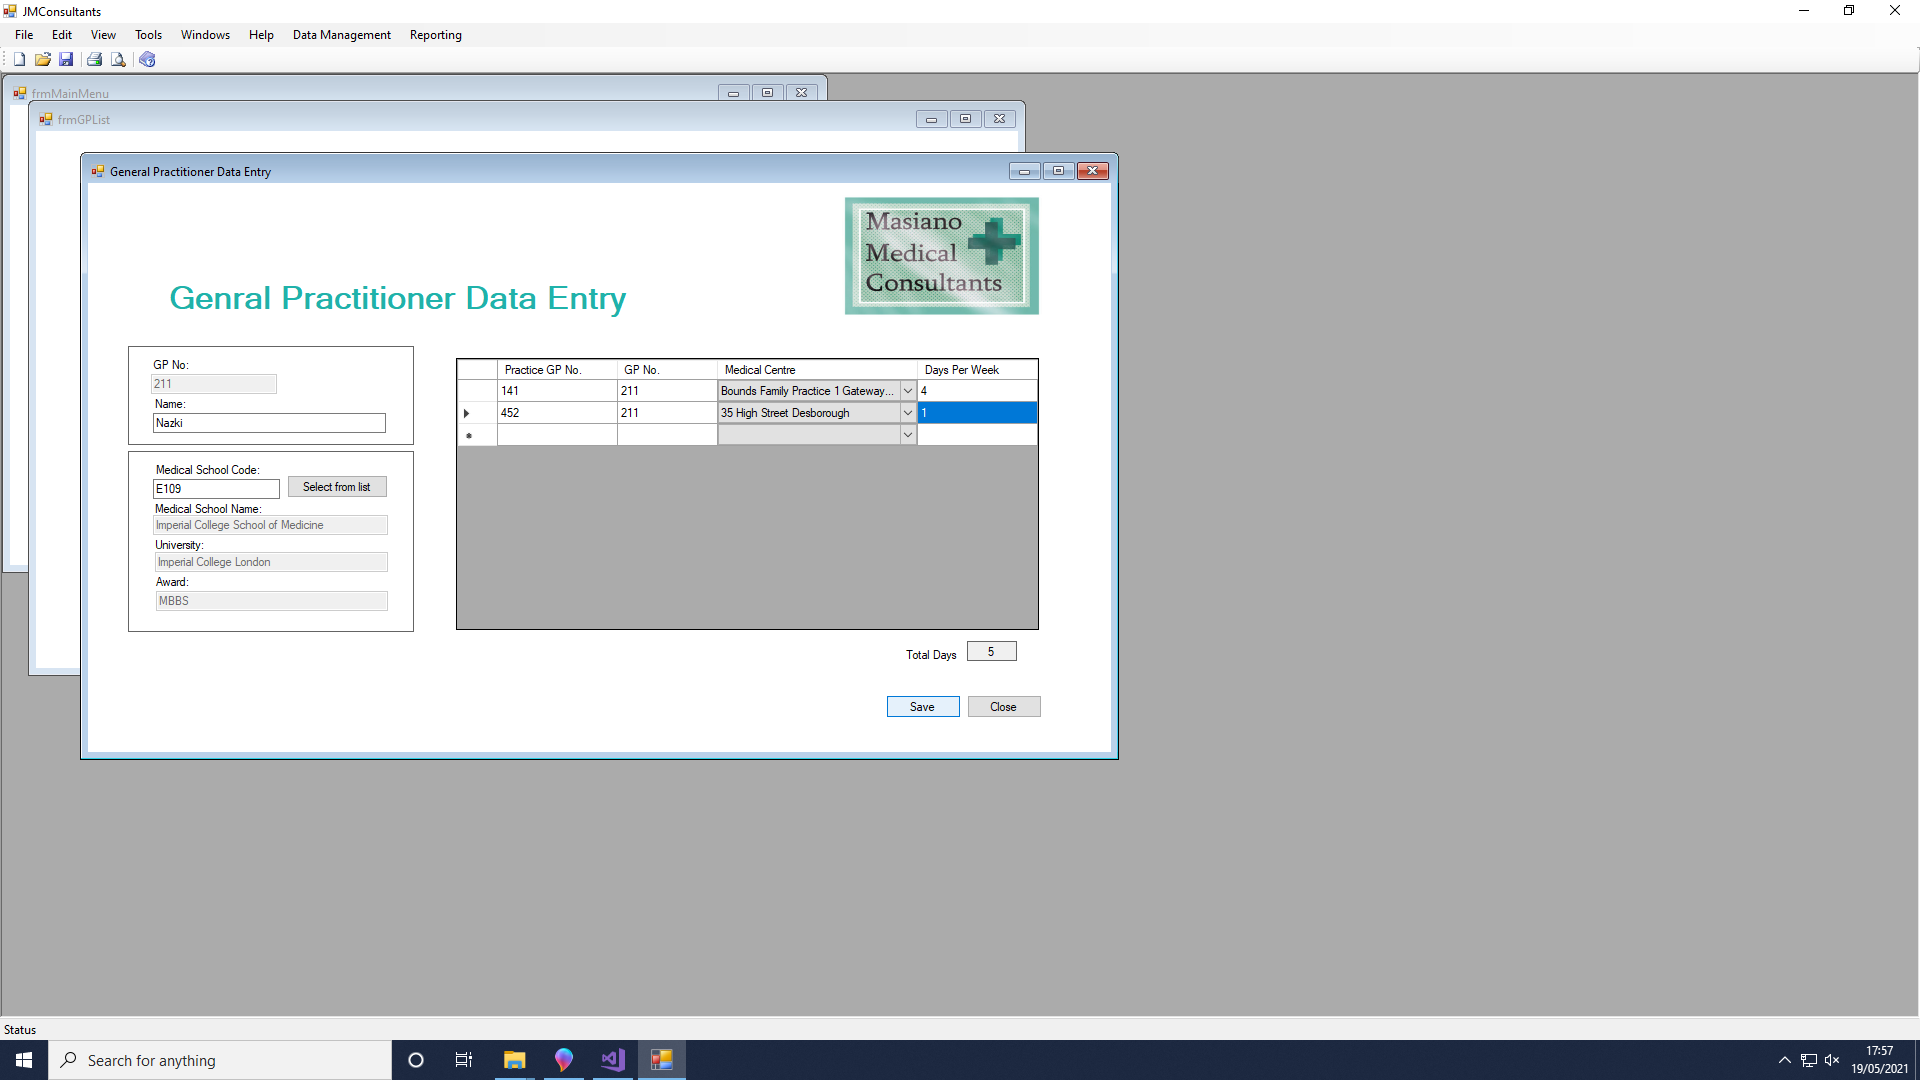 JMConsultants
File Edit View Tools Windows Help Data Management Reporting
frmMainMenu
frmGPList
General Practitioner Data Entry
Masiano
Medical
Consultants
Genral Practitioner Data Entry
GP No:
211
Name:
Nazki
Medical School Code:
E109 Select from list
Medical School Name:
Imperial College School of Medicine
University:
Imperial College London
Award:
MBBS
Practice GP No. GP No. Medical Centre Days Per Week
141 211 Bounds Family Practice 1 Gateway... 4
452 211 35 High Street Desborough 1
Total Days 5
Save Close
Status
Search for anything
17:57
19/05/2021